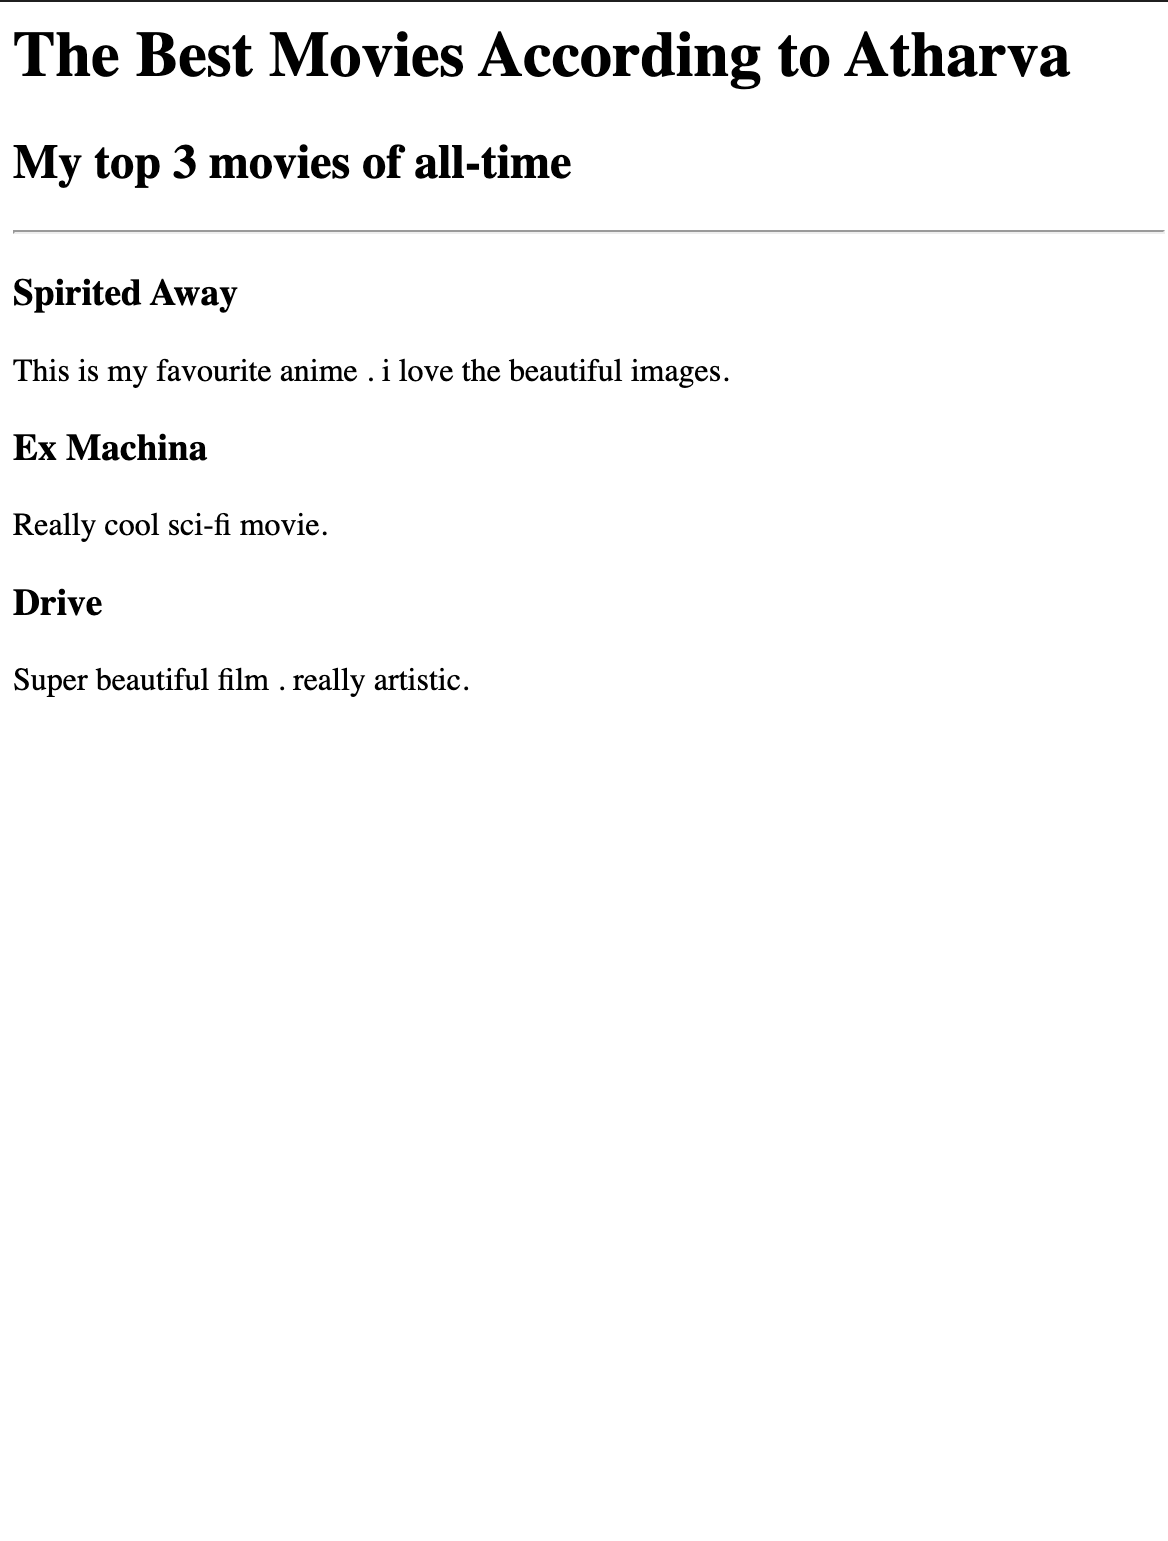 The Best Movies According to Atharva
My top 3 movies of all-time
Spirited Away
This is my favourite anime . i love the beautiful images.
Ex Machina
Really cool sci-fi movie.
Drive
Super beautiful film . really artistic.